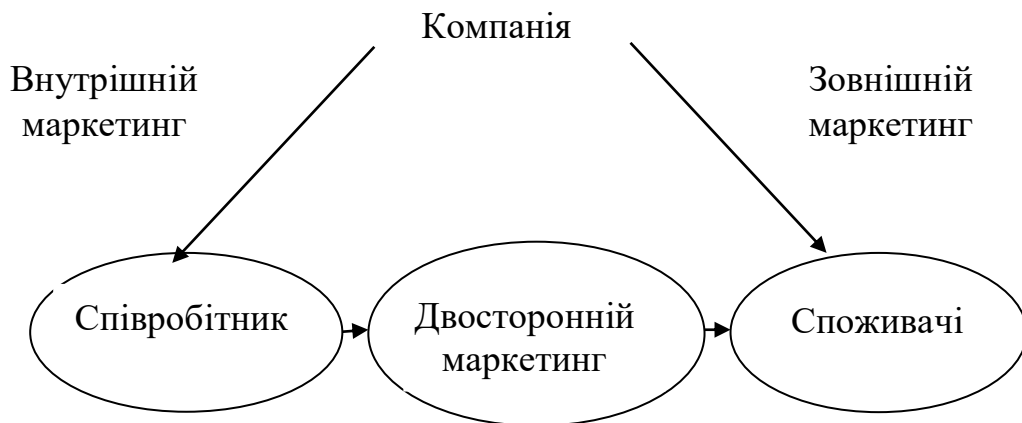 Компанія
Внутрішній
маркетинг
Зовнішній
маркетинг
Співробітник
Двосторонній
маркетинг
Споживачі